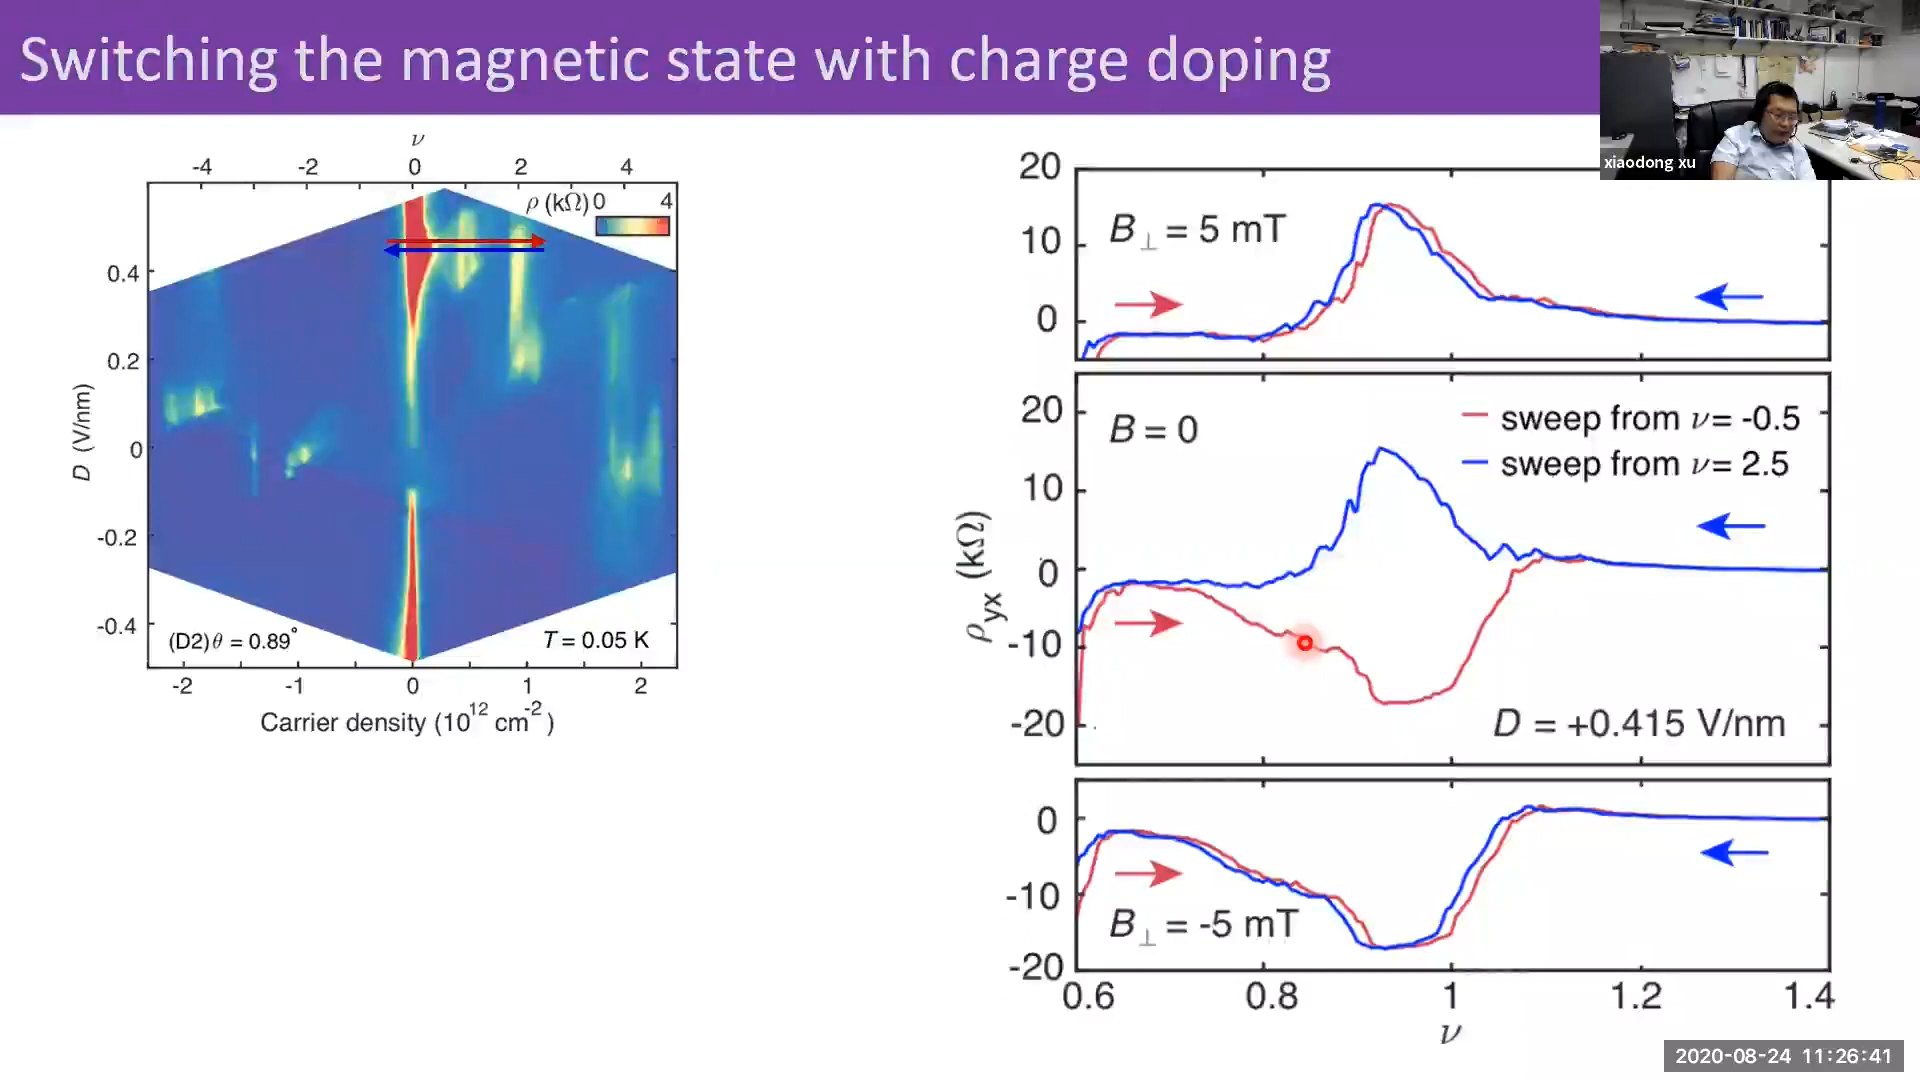 Switching the magnetic state with charge doping
xiaodong xu
ν
-4 -2 0 2 4
ρ (kΩ) 0 4
0.4
0.2
0
-0.2
-0.4
D (V/nm)
(D2) θ = 0.89°
T = 0.05 K
-2 -1 0 1 2
Carrier density (10¹² cm⁻²)
20
10
0
B⊥ = 5 mT
20
10
0
-10
-20
ρyx (kΩ)
B = 0
sweep from ν= -0.5
sweep from ν= 2.5
D = +0.415 V/nm
0
-10
-20
B⊥ = -5 mT
0.6 0.8 1 1.2 1.4
ν
2020-08-24 11:26:41